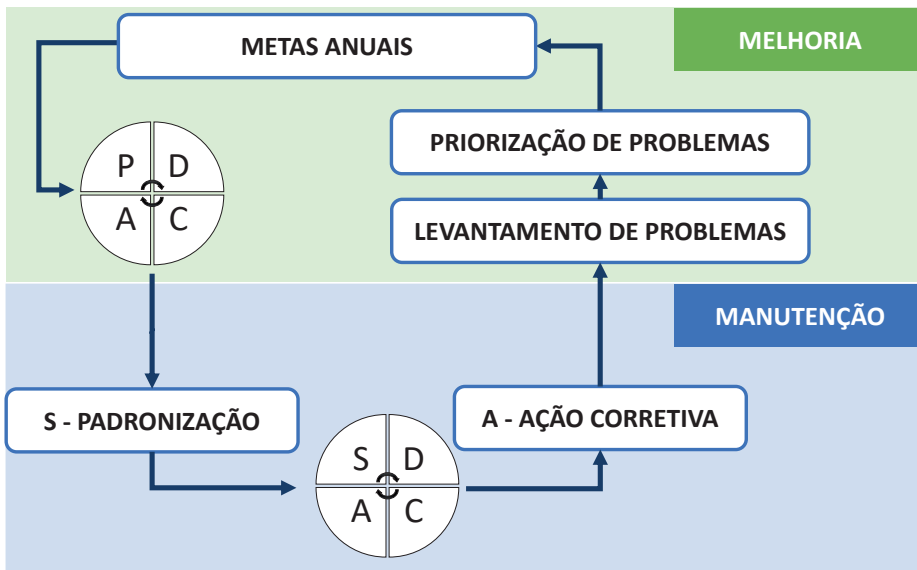 METAS ANUAIS
MELHORIA
PRIORIZAÇÃO DE PROBLEMAS
P D
A C
LEVANTAMENTO DE PROBLEMAS
MANUTENÇÃO
S - PADRONIZAÇÃO
A - AÇÃO CORRETIVA
S D
A C